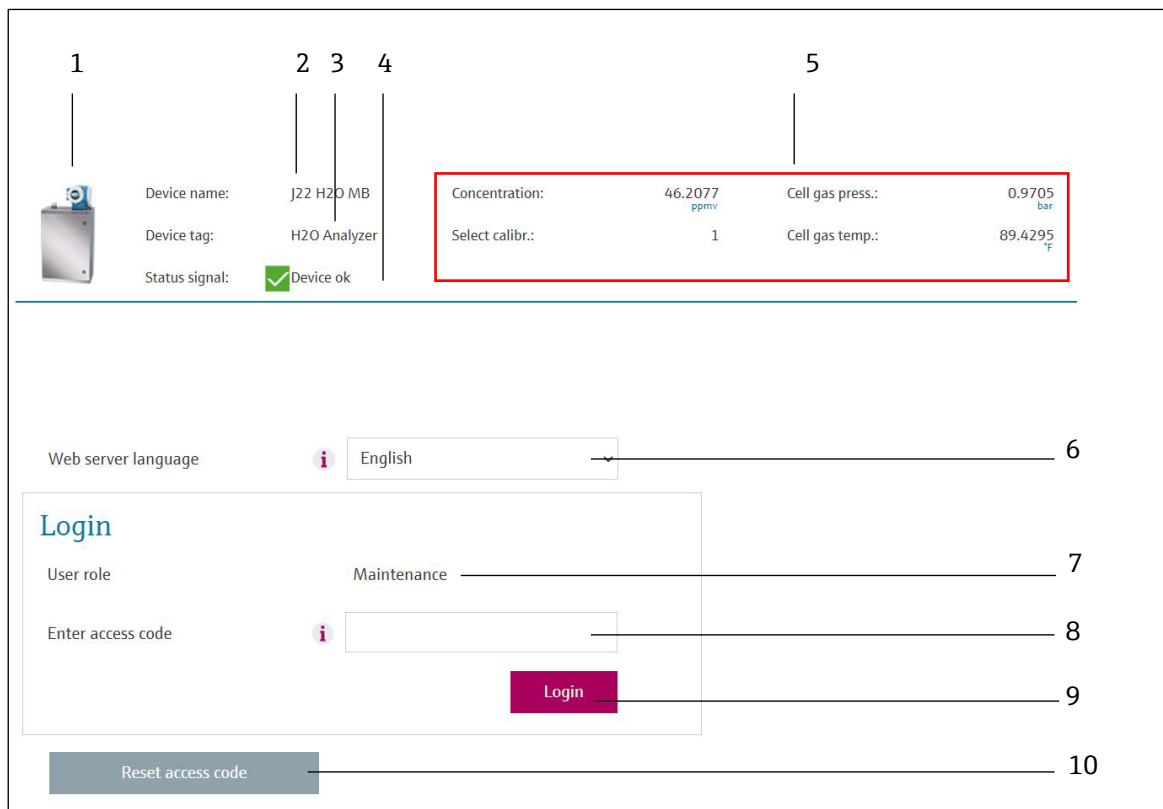 1 2 3 4 5
Device name: J22 H2O MB Concentration: 46.2077 ppmv Cell gas press.: 0.9705 bar
Device tag: H2O Analyzer Select calibr.: 1 Cell gas temp.: 89.4295 °F
Status signal: Device ok
Web server language i English 6
Login
User role Maintenance 7
Enter access code i 8
Login 9
Reset access code 10